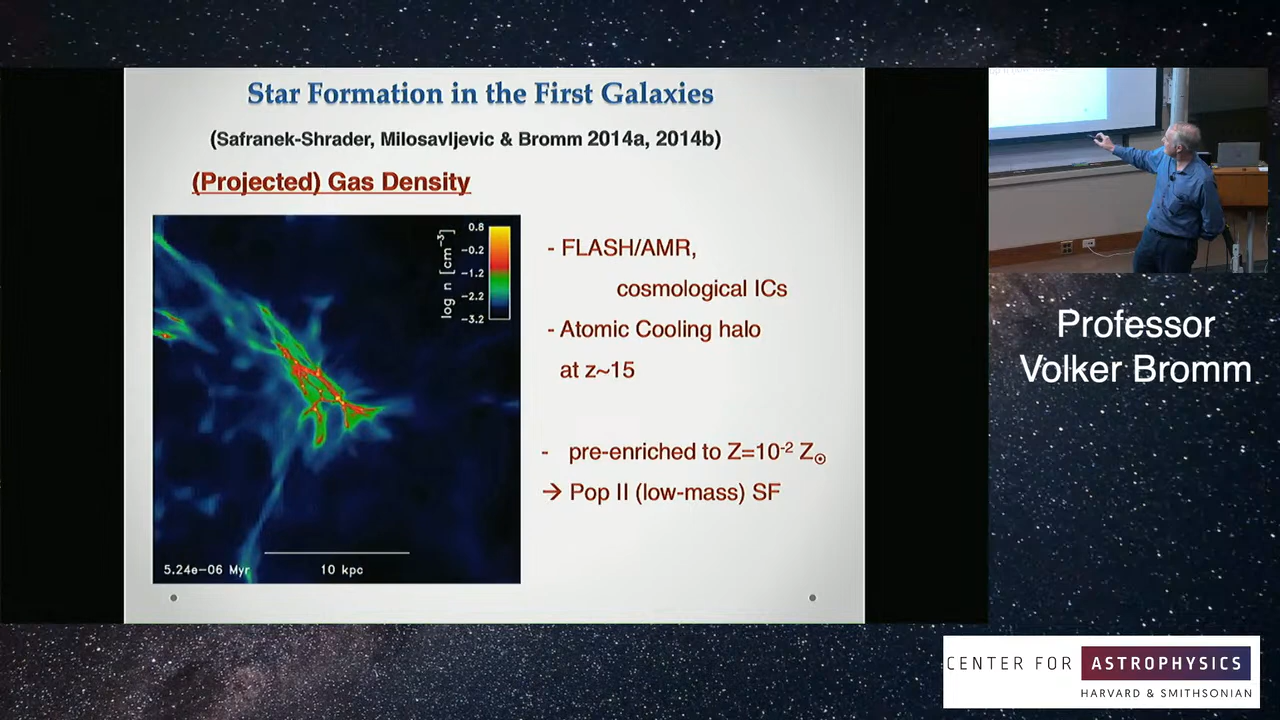 Star Formation in the First Galaxies
(Safranek-Shrader, Milosavljevic & Bromm 2014a, 2014b)
(Projected) Gas Density
0.8
-0.2
-1.2
-2.2
-3.2
log n [cm⁻³]
5.24e-06 Myr
10 kpc
- FLASH/AMR,
cosmological ICs
- Atomic Cooling halo
at z~15
- pre-enriched to Z=10⁻² Z☉
→ Pop II (low-mass) SF
Professor
Volker Bromm
CENTER FOR ASTROPHYSICS
HARVARD & SMITHSONIAN